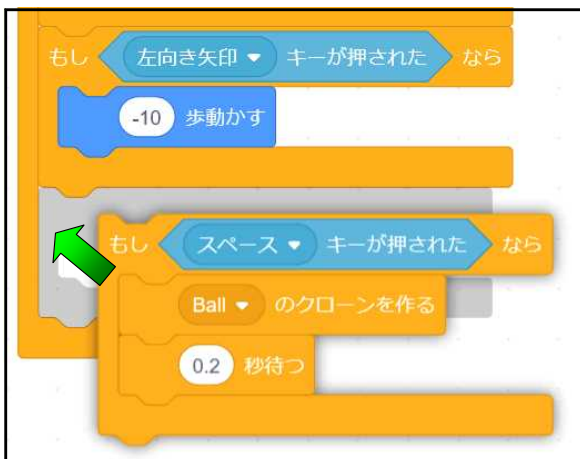 もし 左向き矢印 キーが押された なら
-10 歩動かす
もし スペース キーが押された なら
Ball のクローンを作る
0.2 秒待つ